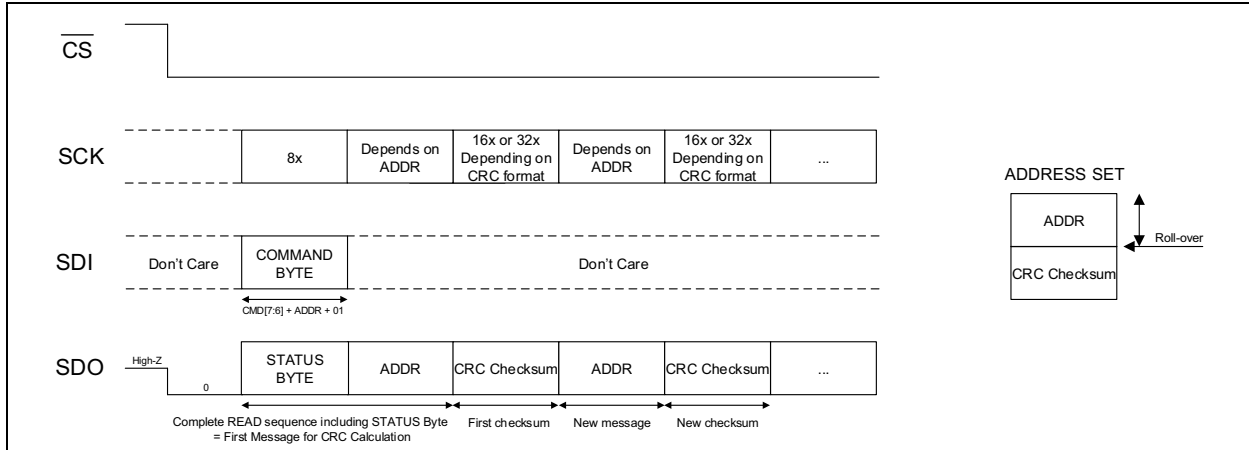 CS
SCK
8x
Depends on
ADDR
16x or 32x
Depending on
CRC format
Depends on
ADDR
16x or 32x
Depending on
CRC format
...
SDI
Don't Care
COMMAND
BYTE
Don't Care
CMD[7:6] + ADDR + 01
SDO
High-Z
0
STATUS
BYTE
ADDR
CRC Checksum
ADDR
CRC Checksum
...
Complete READ sequence including STATUS Byte
= First Message for CRC Calculation
First checksum
New message
New checksum
ADDRESS SET
ADDR
Roll-over
CRC Checksum